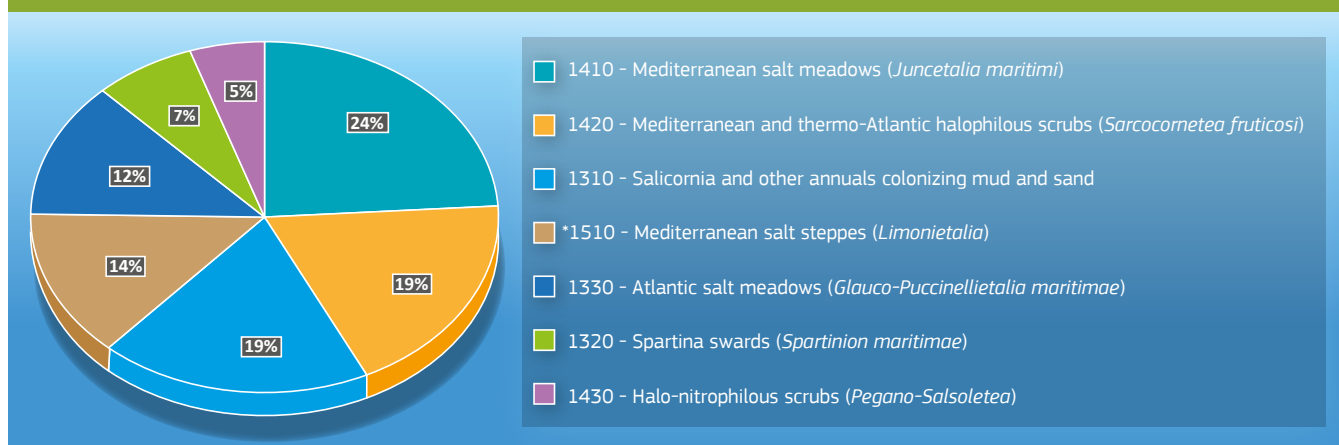 5%
7%
24%
12%
19%
14%
19%
1410 - Mediterranean salt meadows (Juncetalia maritimi)
1420 - Mediterranean and thermo-Atlantic halophilous scrubs (Sarcocornetea fruticosi)
1310 - Salicornia and other annuals colonizing mud and sand
*1510 - Mediterranean salt steppes (Limonietalia)
1330 - Atlantic salt meadows (Glauco-Puccinellietalia maritimae)
1320 - Spartina swards (Spartinion maritimae)
1430 - Halo-nitrophilous scrubs (Pegano-Salsoletea)